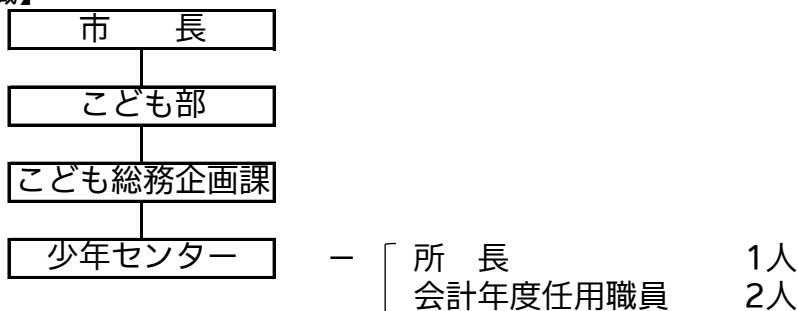 市　　長
こども部
こども総務企画課
少年センター　－　所　長　1人
会計年度任用職員　2人